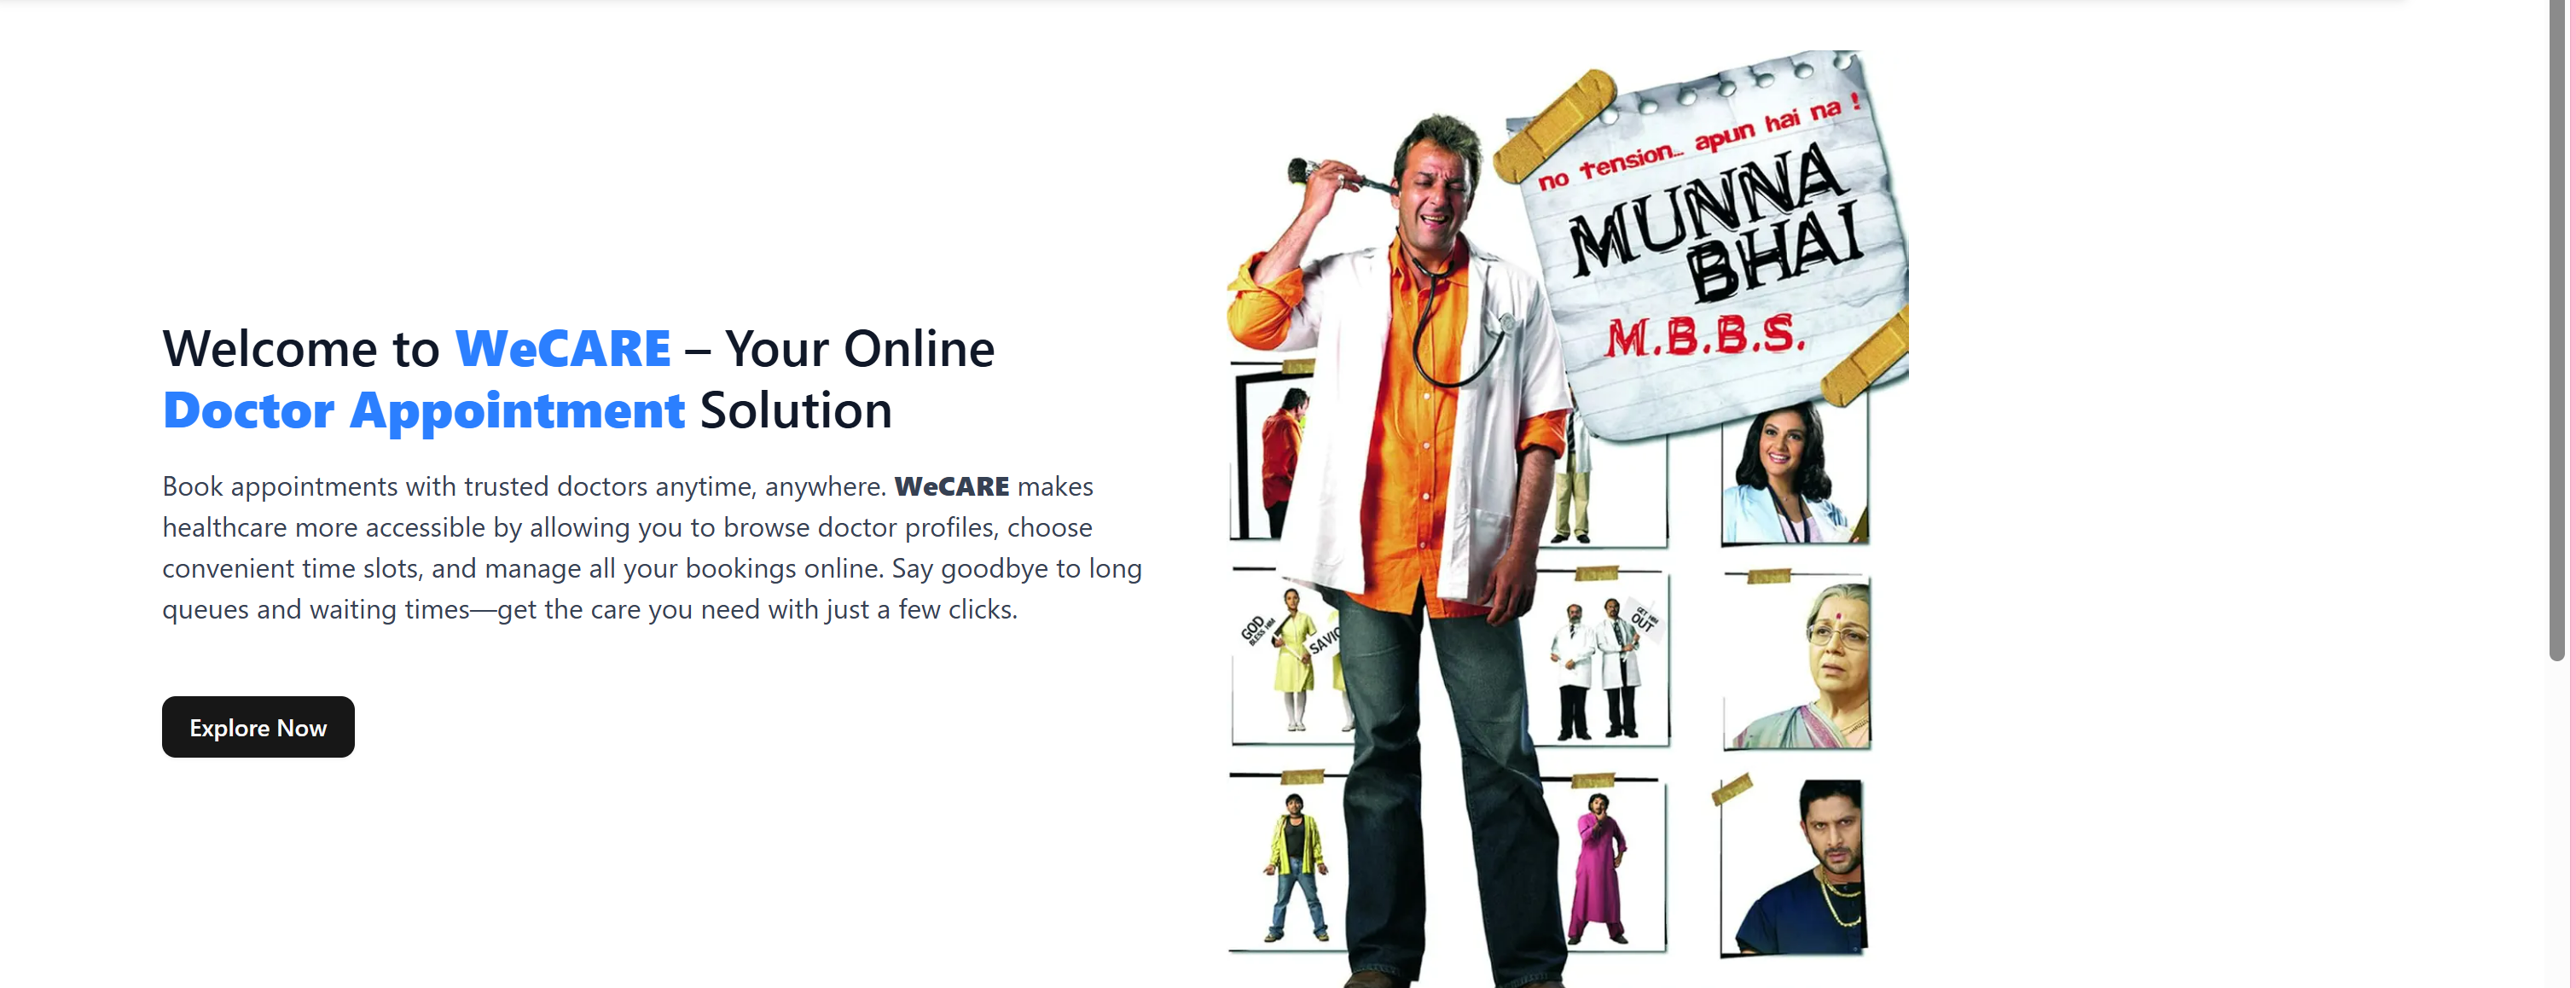 Welcome to WeCARE – Your Online
Doctor Appointment Solution
Book appointments with trusted doctors anytime, anywhere. WeCARE makes
healthcare more accessible by allowing you to browse doctor profiles, choose
convenient time slots, and manage all your bookings online. Say goodbye to long
queues and waiting times—get the care you need with just a few clicks.
Explore Now
no tension... apun hai na !
MUNNA
BHAI
M.B.B.S.
GOD
BLESS HIM
SAVIO
GET HIM
OUT